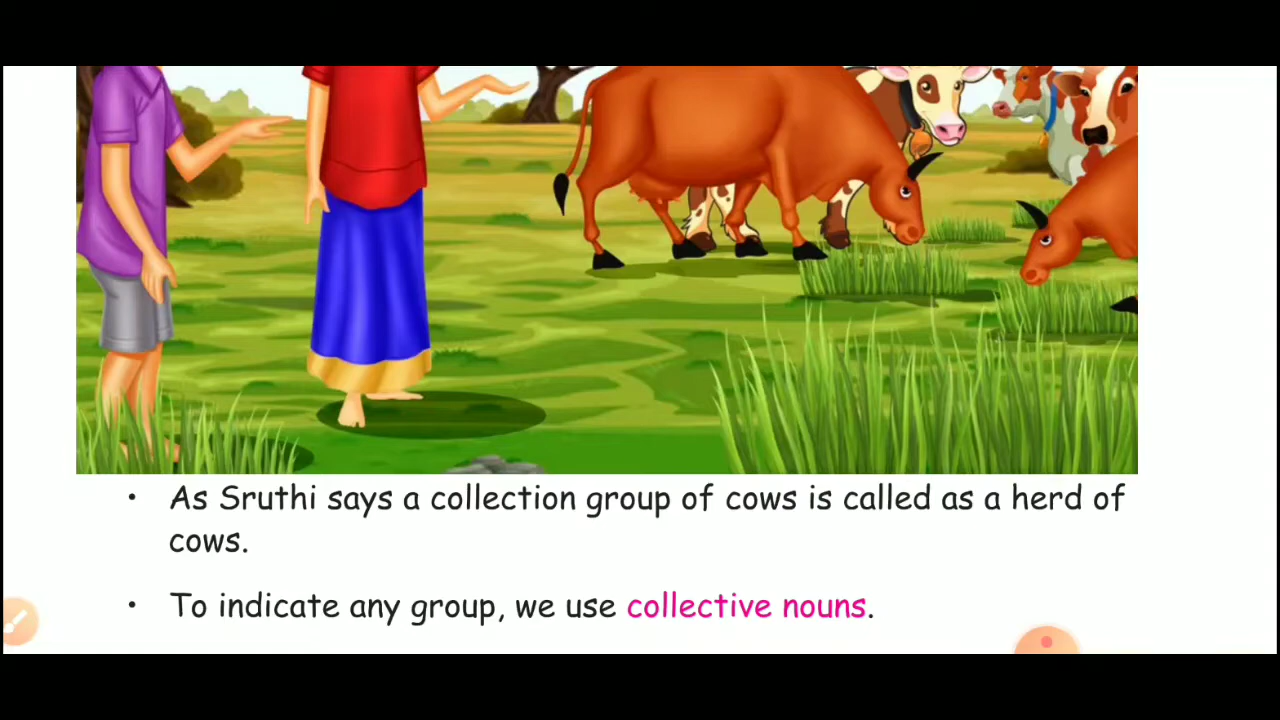 • As Sruthi says a collection group of cows is called as a herd of
cows.
• To indicate any group, we use collective nouns.